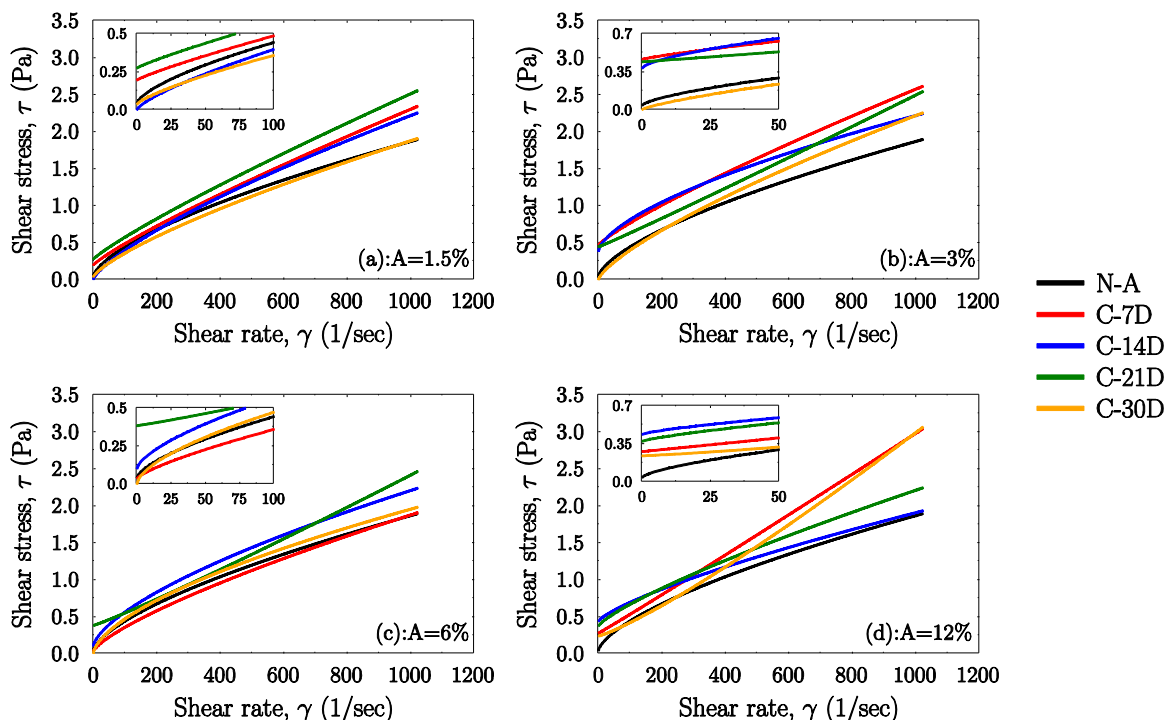 Shear stress, τ (Pa)
3.5
3.0
2.5
2.0
1.5
1.0
0.5
0.0
0.5
0.25
0.0
0 25 50 75 100
(a):A=1.5%
0 200 400 600 800 1000 1200
Shear rate, γ (1/sec)
Shear stress, τ (Pa)
3.5
3.0
2.5
2.0
1.5
1.0
0.5
0.0
0.7
0.35
0.0
0 25 50
(b):A=3%
0 200 400 600 800 1000 1200
Shear rate, γ (1/sec)
N-A
C-7D
C-14D
C-21D
C-30D
Shear stress, τ (Pa)
3.5
3.0
2.5
2.0
1.5
1.0
0.5
0.0
0.5
0.25
0.0
0 25 50 75 100
(c):A=6%
0 200 400 600 800 1000 1200
Shear rate, γ (1/sec)
Shear stress, τ (Pa)
3.5
3.0
2.5
2.0
1.5
1.0
0.5
0.0
0.7
0.35
0.0
0 25 50
(d):A=12%
0 200 400 600 800 1000 1200
Shear rate, γ (1/sec)